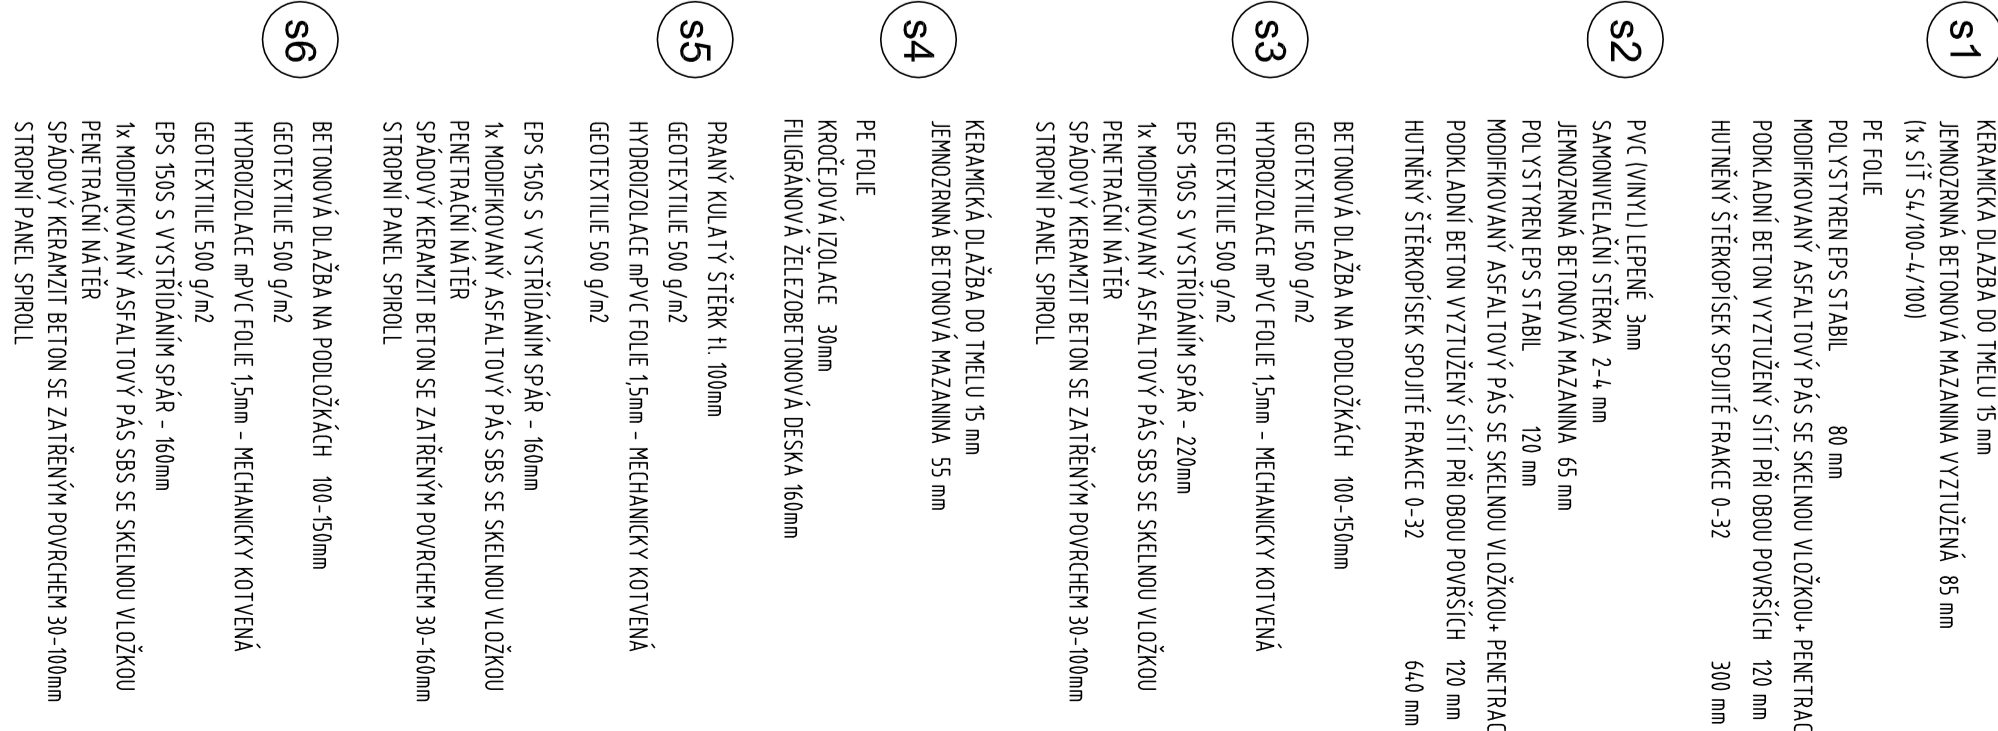 s1
KERAMICKÁ DLAŽBA DO TMELU 15 mm
JEMNOZRNNÁ BETONOVÁ MAZANINA VYZTUŽENÁ 85 mm
(1x SÍŤ S4/100-4/100)
PE FOLIE
POLYSTYREN EPS STABIL 80 mm
MODIFIKOVANÝ ASFALTOVÝ PÁS SE SKELNOU VLOŽKOU+ PENETRAC
PODKLADNÍ BETON VYZTUŽENÝ SÍTÍ PŘI OBOU POVRŠÍCH 120 mm
HUTNĚNÝ ŠTĚRKOPÍSEK SPOJITÉ FRAKCE 0-32 300 mm
s2
PVC (VINYL) LEPENÉ 3mm
SAMONIVELAČNÍ STĚRKA 2-4 mm
JEMNOZRNNÁ BETONOVÁ MAZANINA 65 mm
POLYSTYREN EPS STABIL 120 mm
MODIFIKOVANÝ ASFALTOVÝ PÁS SE SKELNOU VLOŽKOU+ PENETRAC
PODKLADNÍ BETON VYZTUŽENÝ SÍTÍ PŘI OBOU POVRŠÍCH 120 mm
HUTNĚNÝ ŠTĚRKOPÍSEK SPOJITÉ FRAKCE 0-32 640 mm
s3
BETONOVÁ DLAŽBA NA PODLOŽKÁCH 100-150mm
GEOTEXTILIE 500 g/m2
HYDROIZOLACE mPVC FOLIE 1,5mm - MECHANICKY KOTVENÁ
GEOTEXTILIE 500 g/m2
EPS 150S S VYSTŘÍDÁNÍM SPÁR - 220mm
1x MODIFIKOVANÝ ASFALTOVÝ PÁS SBS SE SKELNOU VLOŽKOU
PENETRAČNÍ NÁTĚR
SPÁDOVÝ KERAMZIT BETON SE ZATŘENÝM POVRCHEM 30-100mm
STROPNÍ PANEL SPIROLL
s4
KERAMICKÁ DLAŽBA DO TMELU 15 mm
JEMNOZRNNÁ BETONOVÁ MAZANINA 55 mm
PE FOLIE
KROČEJOVÁ IZOLACE 30mm
FILIGRÁNOVÁ ŽELEZOBETONOVÁ DESKA 160mm
s5
PRANÝ KULATÝ ŠTĚRK tl. 100mm
GEOTEXTILIE 500 g/m2
HYDROIZOLACE mPVC FOLIE 1,5mm - MECHANICKY KOTVENÁ
GEOTEXTILIE 500 g/m2
EPS 150S S VYSTŘÍDÁNÍM SPÁR - 160mm
1x MODIFIKOVANÝ ASFALTOVÝ PÁS SBS SE SKELNOU VLOŽKOU
PENETRAČNÍ NÁTĚR
SPÁDOVÝ KERAMZIT BETON SE ZATŘENÝM POVRCHEM 30-160mm
STROPNÍ PANEL SPIROLL
s6
BETONOVÁ DLAŽBA NA PODLOŽKÁCH 100-150mm
GEOTEXTILIE 500 g/m2
HYDROIZOLACE mPVC FOLIE 1,5mm - MECHANICKY KOTVENÁ
GEOTEXTILIE 500 g/m2
EPS 150S S VYSTŘÍDÁNÍM SPÁR - 160mm
1x MODIFIKOVANÝ ASFALTOVÝ PÁS SBS SE SKELNOU VLOŽKOU
PENETRAČNÍ NÁTĚR
SPÁDOVÝ KERAMZIT BETON SE ZATŘENÝM POVRCHEM 30-100mm
STROPNÍ PANEL SPIROLL